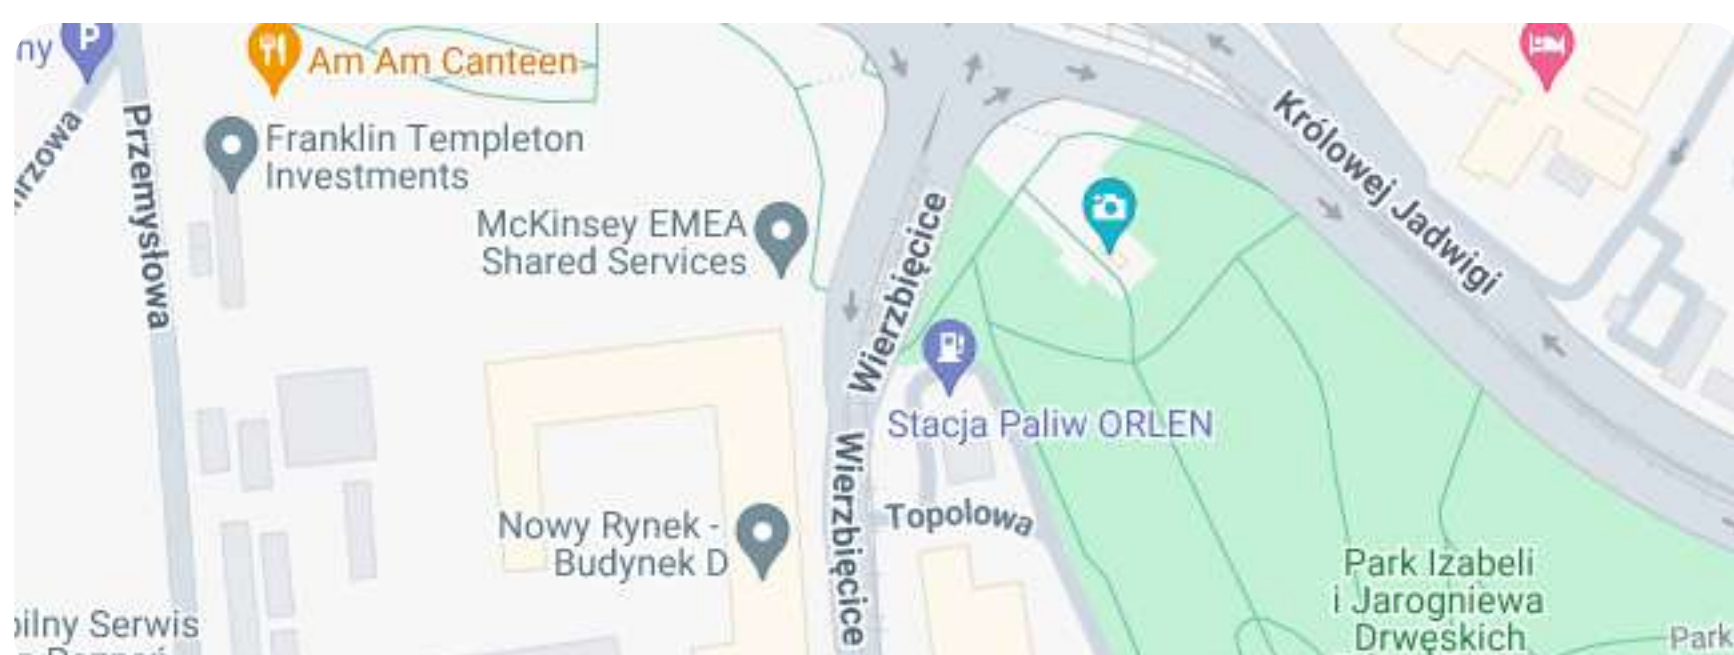 P
Am Am Canteen
Przemysłowa
Franklin Templeton
Investments
McKinsey EMEA
Shared Services
Wierzbięcice
Królowej Jadwigi
Stacja Paliw ORLEN
Wierzbięcice
Topolowa
Nowy Rynek -
Budynek D
Park Izabeli
i Jarogniewa
Drwęskich
Park
Serwis